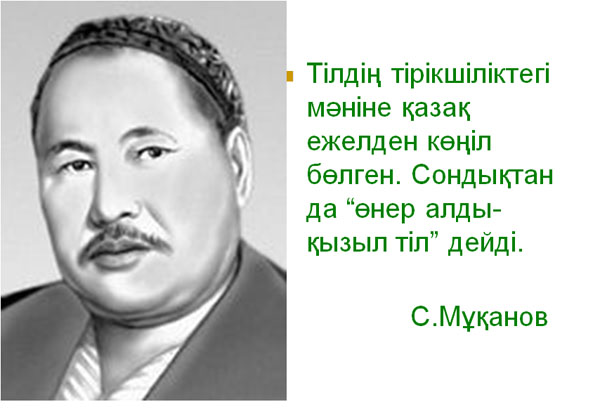 Тілдің тірікшіліктегі
мәніне қазақ
ежелден көңіл
бөлген. Сондықтан
да “өнер алды-
қызыл тіл” дейді.
С.Мұқанов